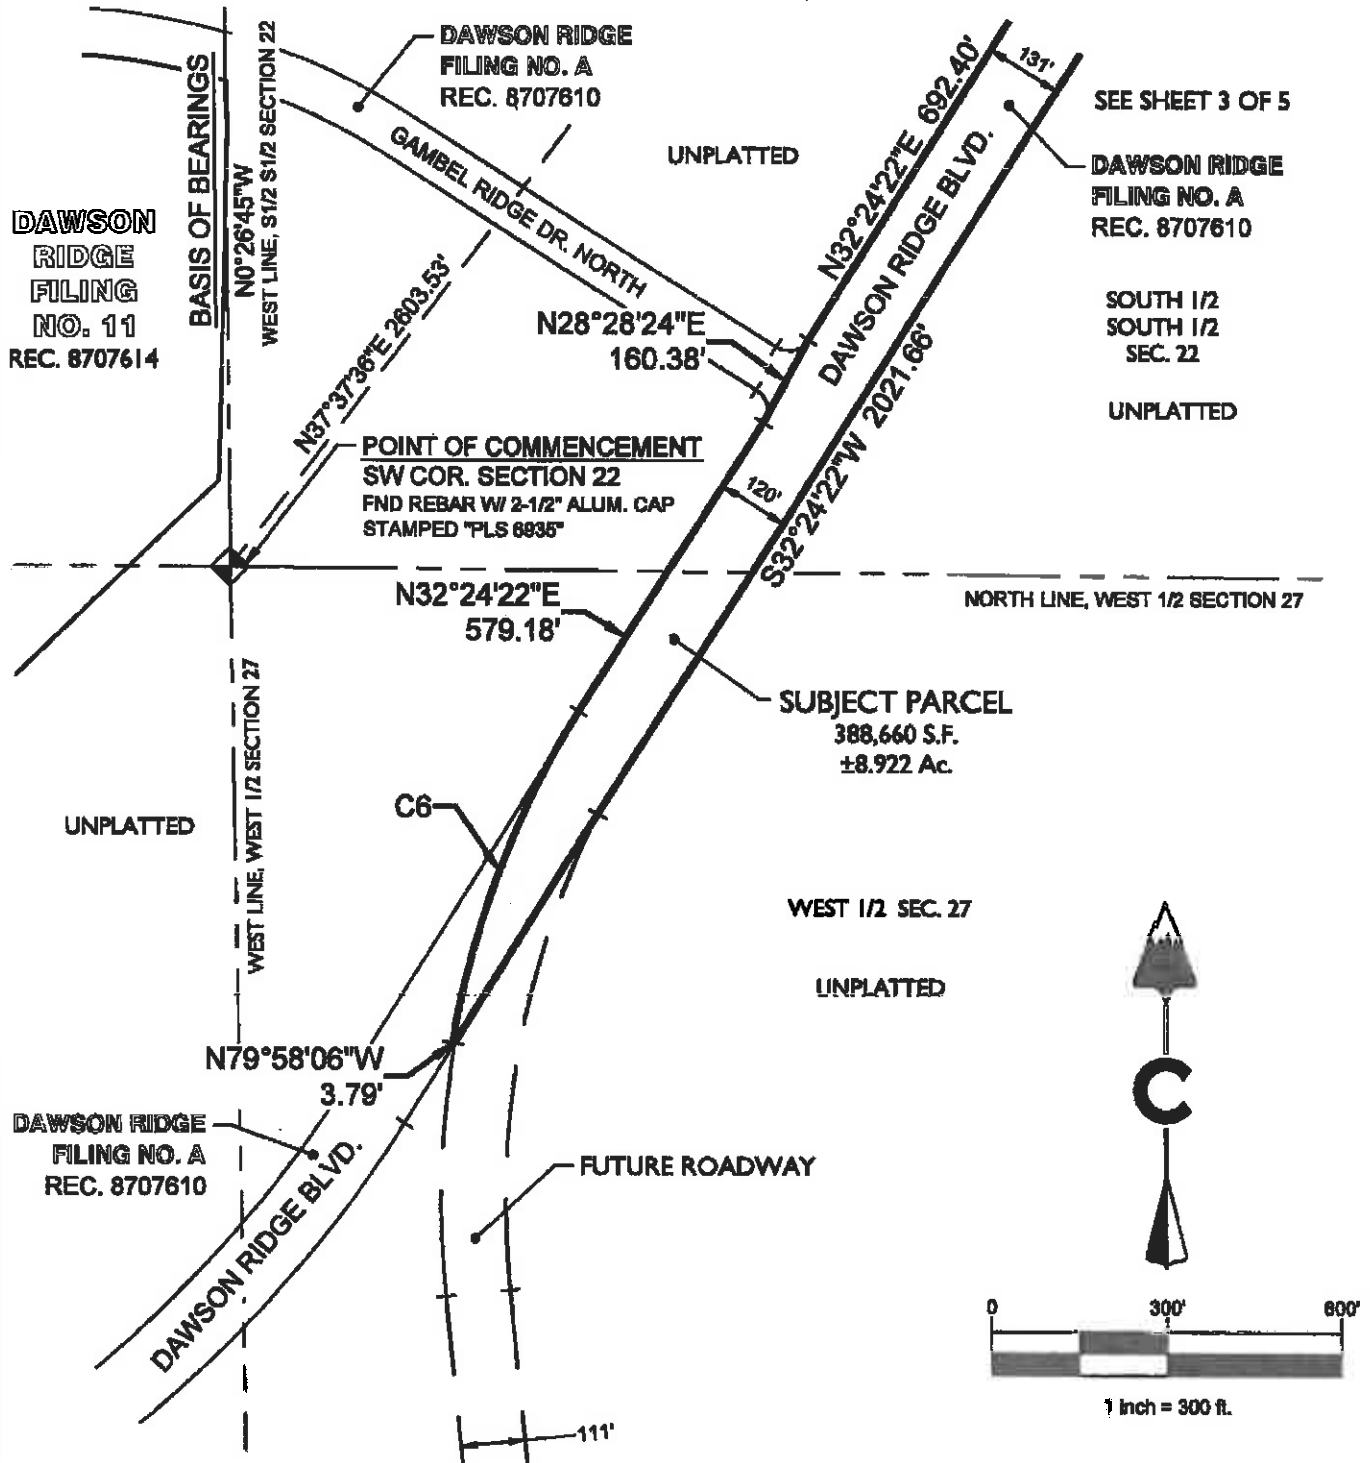 DAWSON RIDGE
FILING NO. A
REC. 8707610
GAMBEL RIDGE DR. NORTH
UNPLATTED
N32°24'22"E 692.40'
131'
SEE SHEET 3 OF 5
DAWSON RIDGE
FILING NO. A
REC. 8707610
BASIS OF BEARINGS
N0°26'45"W
WEST LINE, S1/2 S1/2 SECTION 22
DAWSON
RIDGE
FILING
NO. 11
REC. 8707614
DAWSON RIDGE BLVD.
SOUTH 1/2
SOUTH 1/2
SEC. 22
UNPLATTED
N28°28'24"E
160.38'
N37°37'36"E 2603.53'
POINT OF COMMENCEMENT
SW COR. SECTION 22
FND REBAR W/ 2-1/2" ALUM. CAP
STAMPED "PLS 6935"
120'
S32°24'22"W 2021.66'
N32°24'22"E
579.18'
NORTH LINE, WEST 1/2 SECTION 27
SUBJECT PARCEL
388,660 S.F.
±8.922 Ac.
WEST LINE, WEST 1/2 SECTION 27
UNPLATTED
C6
WEST 1/2 SEC. 27
UNPLATTED
N79°58'06"W
3.79'
DAWSON RIDGE
FILING NO. A
REC. 8707610
DAWSON RIDGE BLVD.
FUTURE ROADWAY
C
0 300' 600'
1 inch = 300 ft.
111'